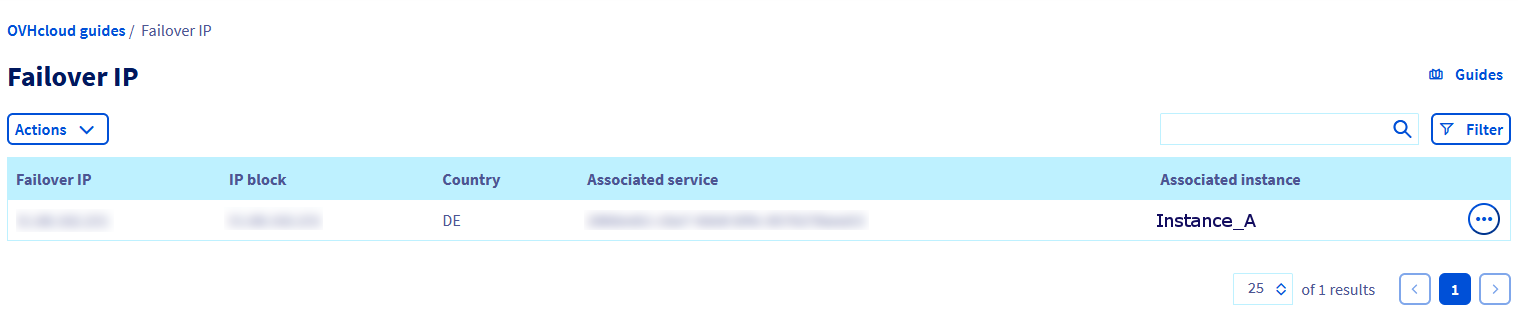 OVHcloud guides / Failover IP
Failover IP
Guides
Actions
Filter
Failover IP IP block Country Associated service Associated instance
DE Instance_A
25 of 1 results 1